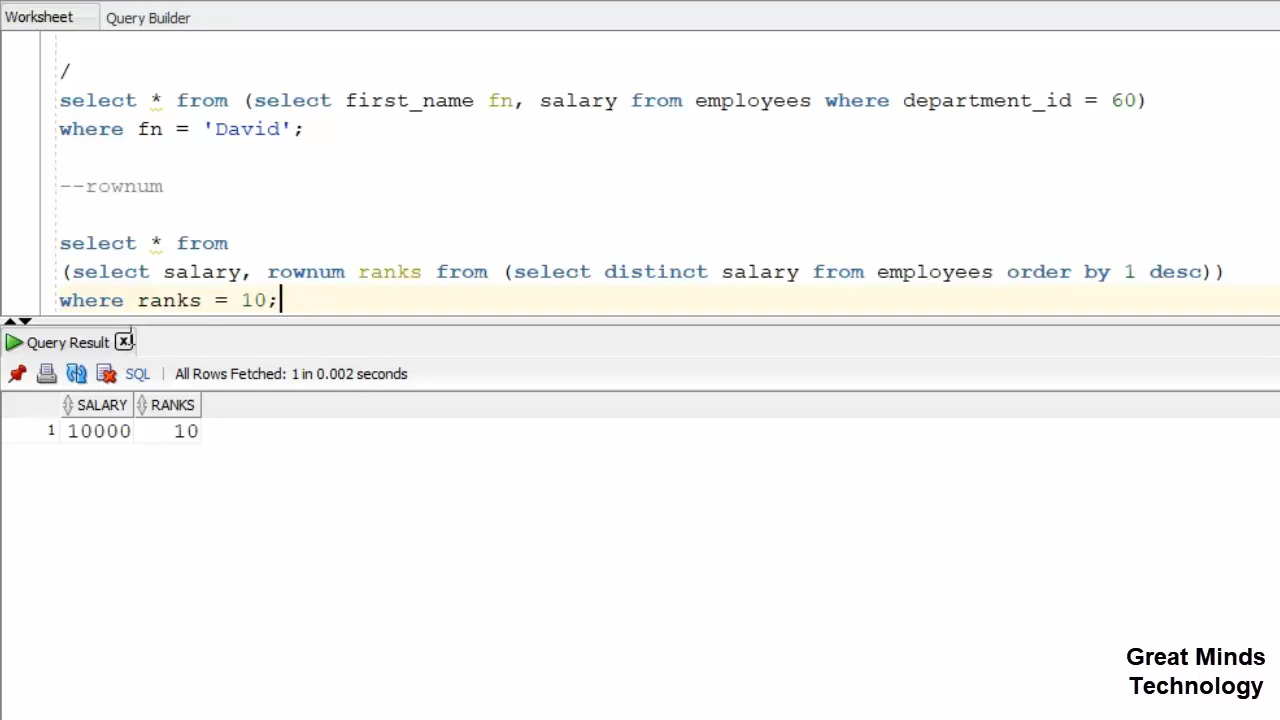 Worksheet Query Builder
/
select * from (select first_name fn, salary from employees where department_id = 60)
where fn = 'David';
--rownum
select * from
(select salary, rownum ranks from (select distinct salary from employees order by 1 desc))
where ranks = 10;
Query Result
SQL All Rows Fetched: 1 in 0.002 seconds
SALARY RANKS
1 10000 10
Great Minds
Technology